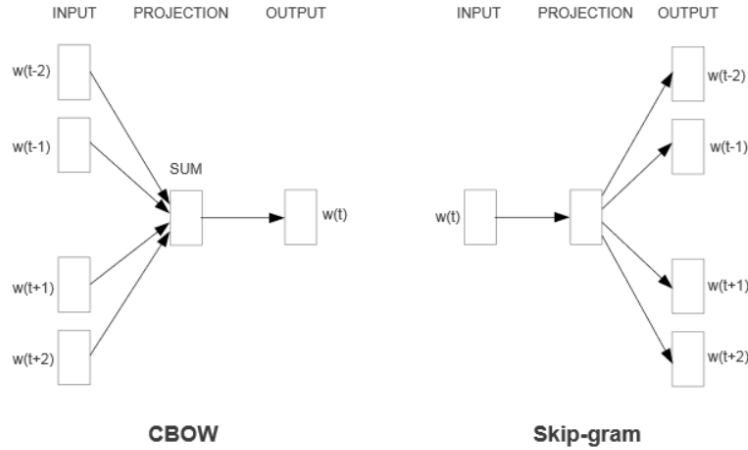 INPUT PROJECTION OUTPUT
w(t-2)
w(t-1)
SUM
w(t)
w(t+1)
w(t+2)
CBOW
INPUT PROJECTION OUTPUT
w(t-2)
w(t-1)
w(t)
w(t+1)
w(t+2)
Skip-gram